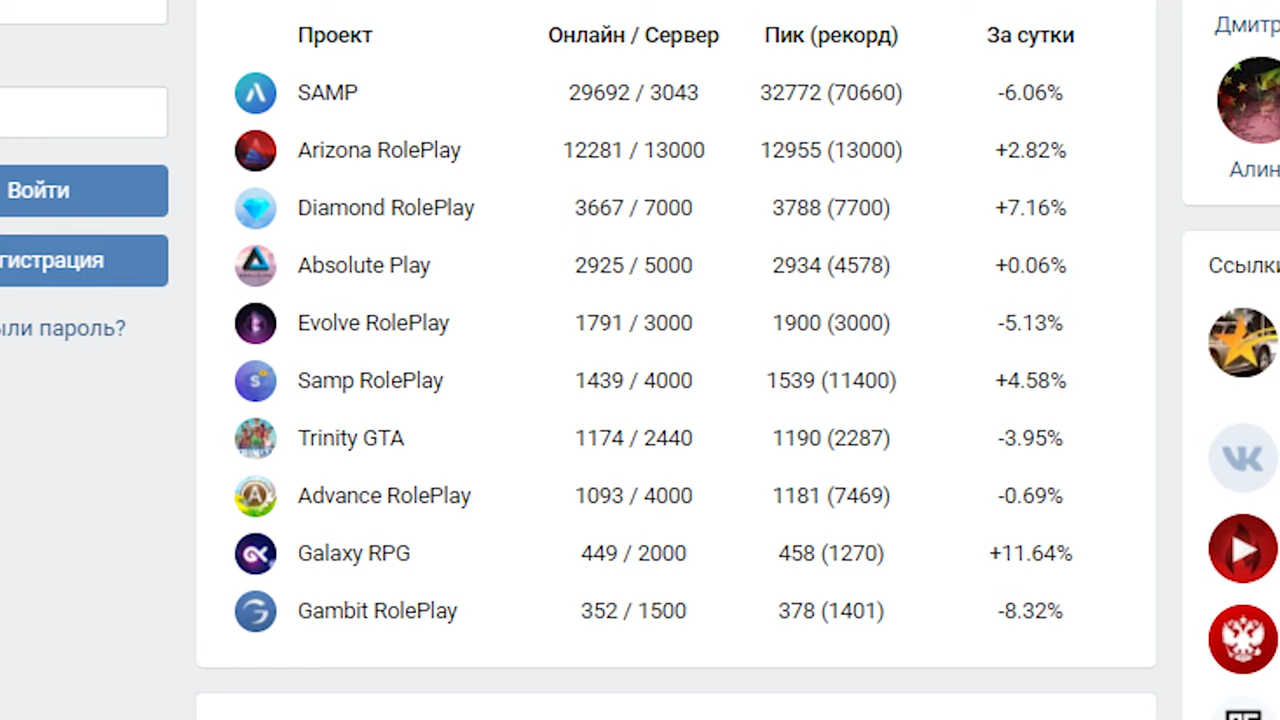 Проект Онлайн / Сервер Пик (рекорд) За сутки
SAMP 29692 / 3043 32772 (70660) -6.06%
Arizona RolePlay 12281 / 13000 12955 (13000) +2.82%
Diamond RolePlay 3667 / 7000 3788 (7700) +7.16%
Absolute Play 2925 / 5000 2934 (4578) +0.06%
Evolve RolePlay 1791 / 3000 1900 (3000) -5.13%
Samp RolePlay 1439 / 4000 1539 (11400) +4.58%
Trinity GTA 1174 / 2440 1190 (2287) -3.95%
Advance RolePlay 1093 / 4000 1181 (7469) -0.69%
Galaxy RPG 449 / 2000 458 (1270) +11.64%
Gambit RolePlay 352 / 1500 378 (1401) -8.32%
Войти
гистрация
ыли пароль?
Дмитр
Алин
Ссылки